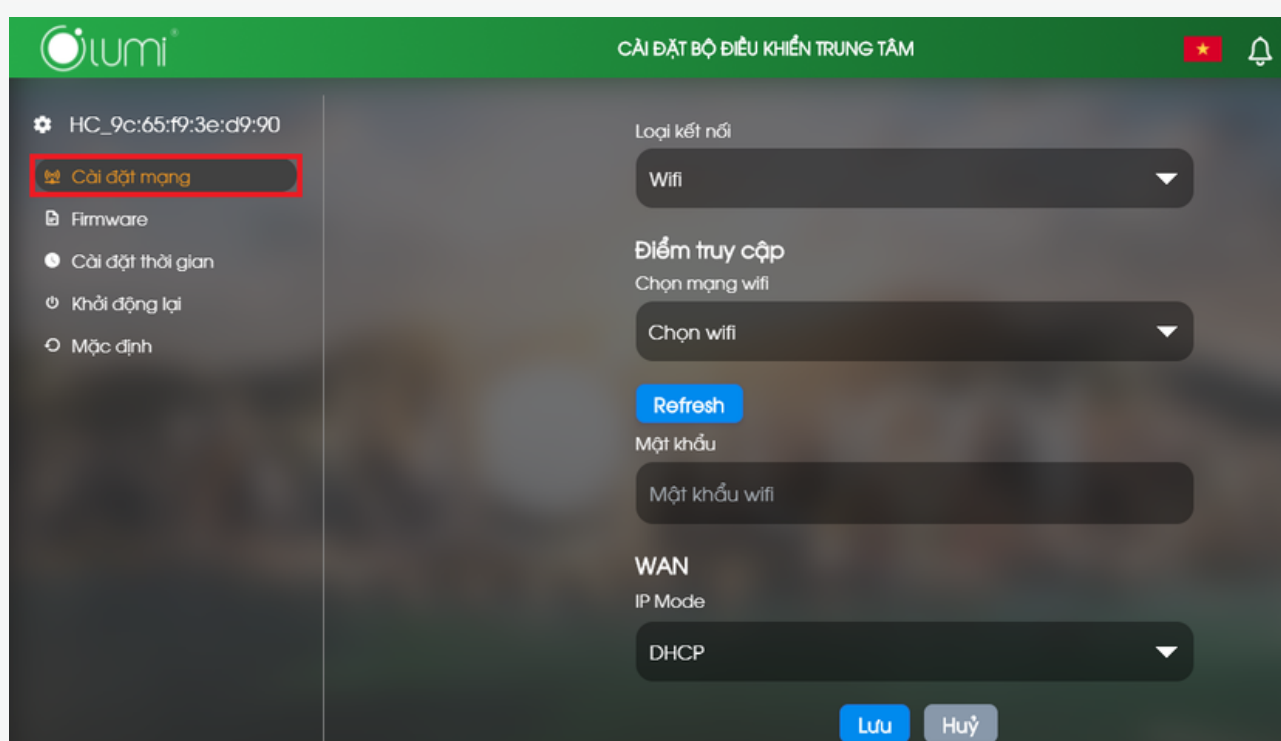 lumi®
CÀI ĐẶT BỘ ĐIỀU KHIỂN TRUNG TÂM
HC_9c:65:f9:3e:d9:90
Cài đặt mạng
Firmware
Cài đặt thời gian
Khởi động lại
Mặc định
Loại kết nối
Wifi
Điểm truy cập
Chọn mạng wifi
Chọn wifi
Refresh
Mật khẩu
Mật khẩu wifi
WAN
IP Mode
DHCP
Lưu
Huỷ